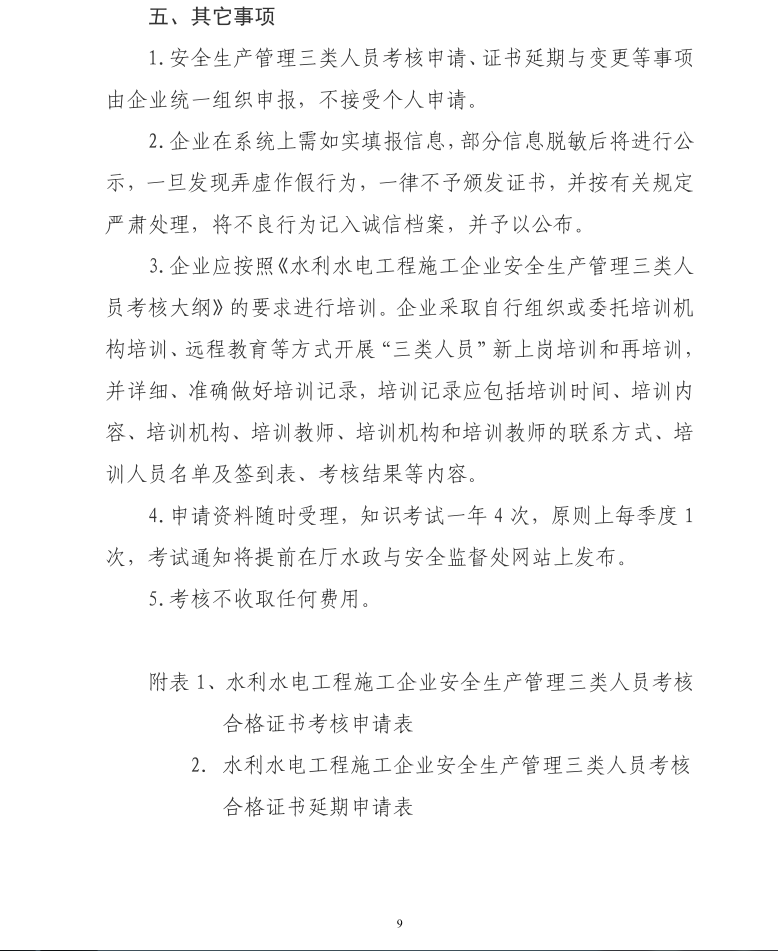 五、其它事项
1.安全生产管理三类人员考核申请、证书延期与变更等事项
由企业统一组织申报，不接受个人申请。
2.企业在系统上需如实填报信息，部分信息脱敏后将进行公
示，一旦发现弄虚作假行为，一律不予颁发证书，并按有关规定
严肃处理，将不良行为记入诚信档案，并予以公布。
3.企业应按照《水利水电工程施工企业安全生产管理三类人
员考核大纲》的要求进行培训。企业采取自行组织或委托培训机
构培训、远程教育等方式开展“三类人员”新上岗培训和再培训，
并详细、准确做好培训记录，培训记录应包括培训时间、培训内
容、培训机构、培训教师、培训机构和培训教师的联系方式、培
训人员名单及签到表、考核结果等内容。
4.申请资料随时受理，知识考试一年 4 次，原则上每季度 1
次，考试通知将提前在厅水政与安全监督处网站上发布。
5.考核不收取任何费用。
附表 1、水利水电工程施工企业安全生产管理三类人员考核
合格证书考核申请表
2. 水利水电工程施工企业安全生产管理三类人员考核
合格证书延期申请表
9